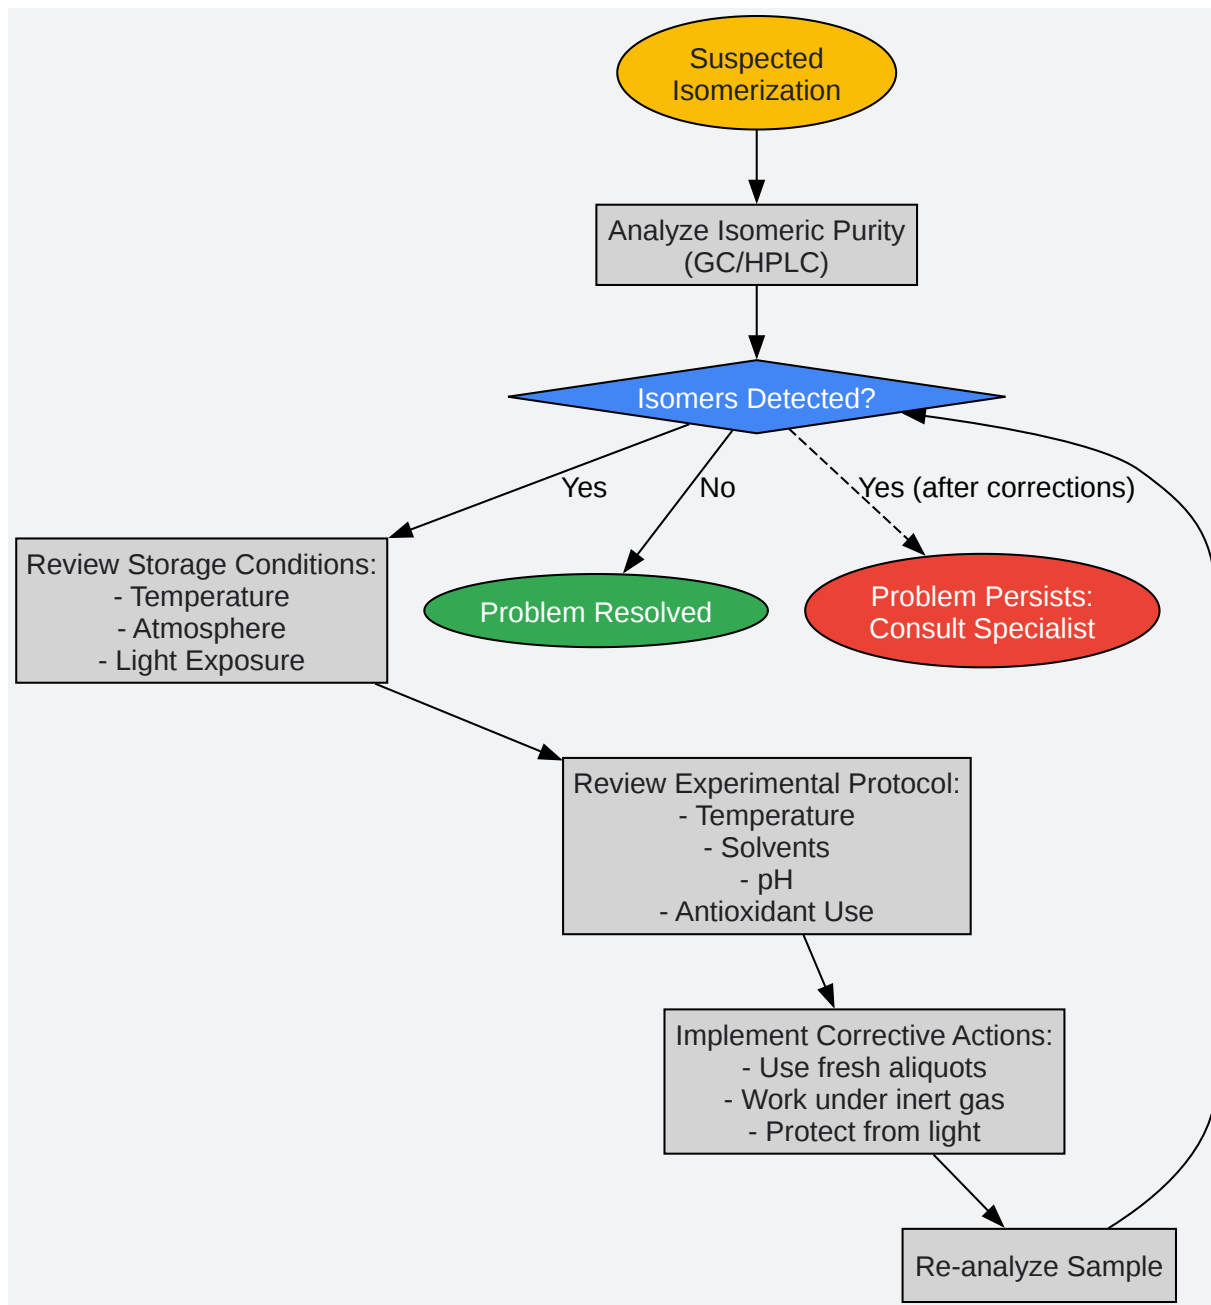 Suspected
Isomerization
Analyze Isomeric Purity
(GC/HPLC)
Isomers Detected?
Yes
No
Yes (after corrections)
Review Storage Conditions:
- Temperature
- Atmosphere
- Light Exposure
Problem Resolved
Problem Persists:
Consult Specialist
Review Experimental Protocol:
- Temperature
- Solvents
- pH
- Antioxidant Use
Implement Corrective Actions:
- Use fresh aliquots
- Work under inert gas
- Protect from light
Re-analyze Sample